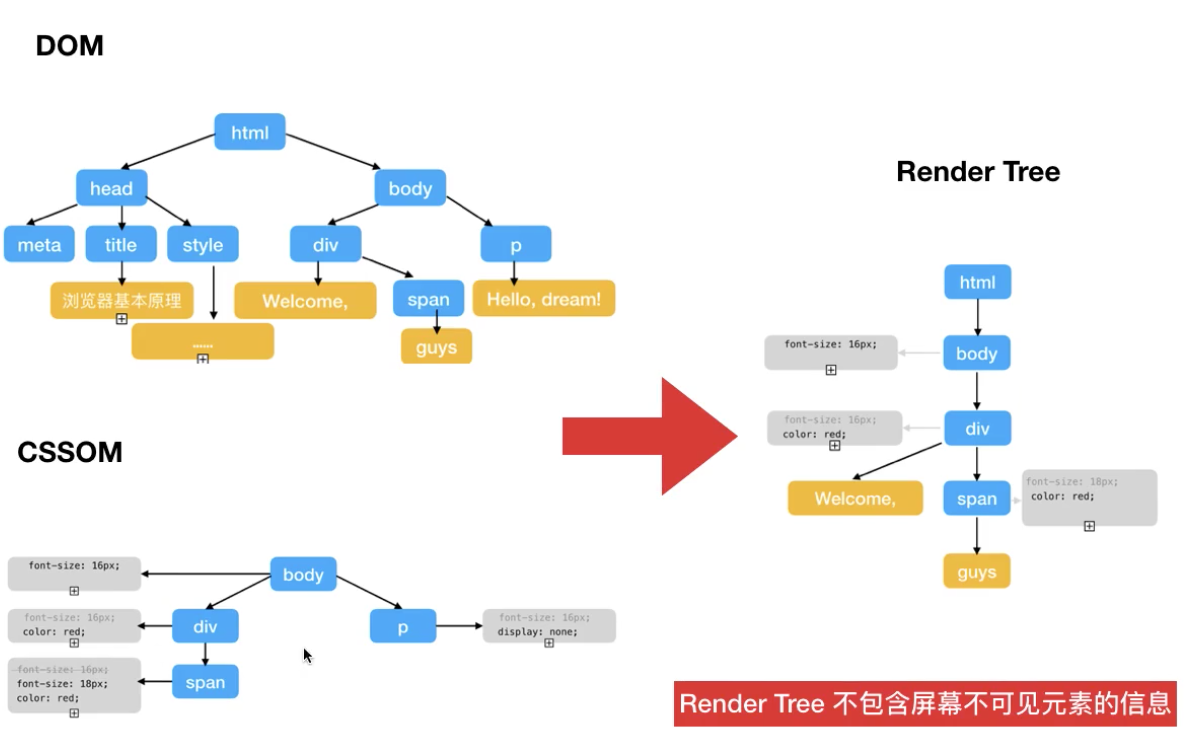 DOM
html
head
body
meta
title
style
div
p
浏览器基本原理
Welcome,
span
Hello, dream!
......
guys
CSSOM
body
font-size: 16px;
div
font-size: 16px;
color: red;
p
font-size: 16px;
display: none;
span
font-size: 16px;
font-size: 18px;
color: red;
Render Tree
html
body
font-size: 16px;
div
font-size: 16px;
color: red;
Welcome,
span
font-size: 18px;
color: red;
guys
Render Tree 不包含屏幕不可见元素的信息